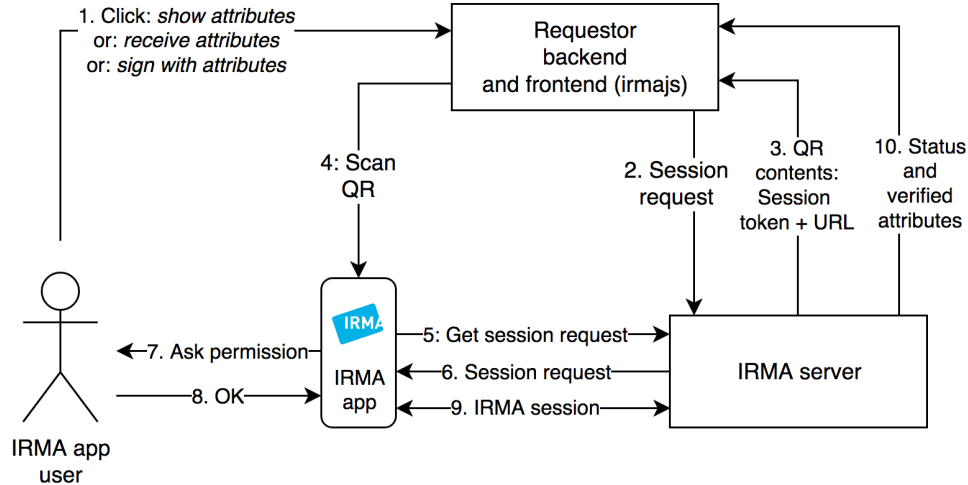 1. Click: show attributes
or: receive attributes
or: sign with attributes
Requestor
backend
and frontend (irmajs)
4: Scan
QR
2. Session
request
3. QR
contents:
Session
token + URL
10. Status
and
verified
attributes
IRMA
IRMA
app
5: Get session request
7. Ask permission
6. Session request
8. OK
9. IRMA session
IRMA server
IRMA app
user